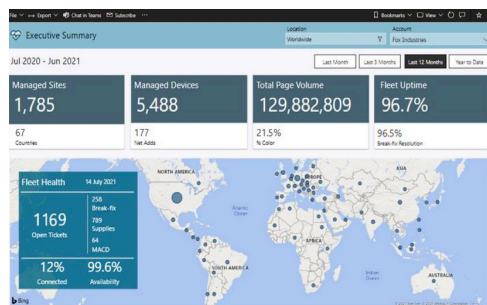 File Export Chat in Teams Subscribe ... Bookmarks View
Executive Summary
Location
Worldwide
Account
Fox Industries
Jul 2020 - Jun 2021
Last Month
Last 3 Months
Last 12 Months
Year to Date
Managed Sites
1,785
67
Countries
Managed Devices
5,488
177
Net Adds
Total Page Volume
129,882,809
21.5%
% Color
Fleet Uptime
96.7%
96.5%
Break-fix Resolution
Fleet Health 14 July 2021
1169
Open Tickets
258
Break-fix
789
Supplies
64
MACD
12%
Connected
99.6%
Availability
NORTH AMERICA
EUROPE
ASIA
Atlantic
Ocean
AFRICA
SOUTH AMERICA
Indian
Ocean
AUSTRALIA
Bing